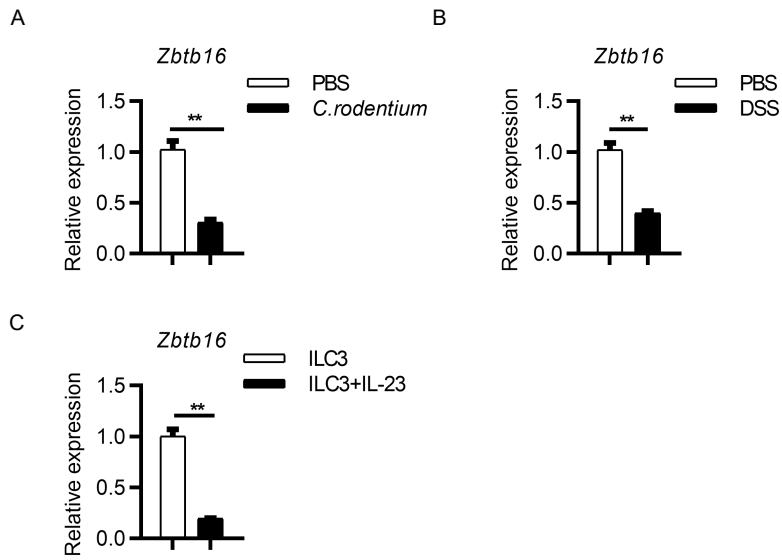 A
Zbtb16
PBS
C.rodentium
**
1.5
1.0
0.5
0.0
Relative expression
B
Zbtb16
PBS
DSS
**
1.5
1.0
0.5
0.0
Relative expression
C
Zbtb16
ILC3
ILC3+IL-23
**
1.5
1.0
0.5
0.0
Relative expression